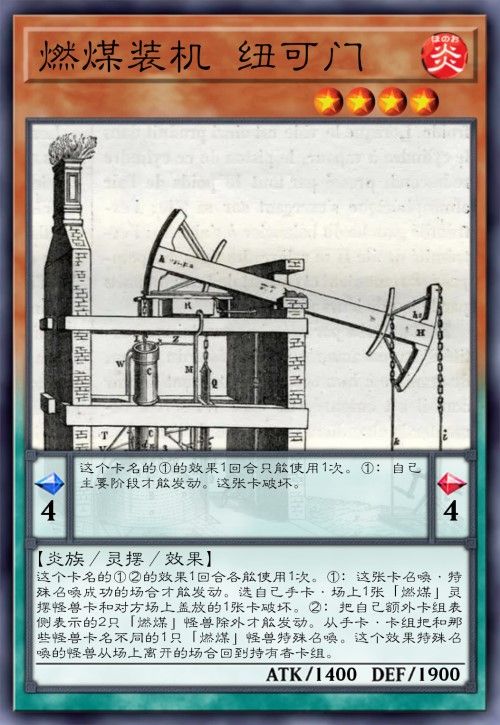 燃煤装机 纽可门
ほのお
炎
这个卡名的①的效果1回合只能使用1次。①：自己
主要阶段才能发动。这张卡破坏。
4
4
【炎族／灵摆／效果】
这个卡名的①②的效果1回合各能使用1次。①：这张卡召唤·特
殊召唤成功的场合才能发动。选自己手卡·场上1张「燃煤」灵
摆怪兽卡和对方场上盖放的1张卡破坏。②：把自己额外卡组表
侧表示的2只「燃煤」怪兽除外才能发动。从手卡·卡组把和那
些怪兽卡名不同的1只「燃煤」怪兽特殊召唤。这个效果特殊召
唤的怪兽从场上离开的场合回到持有者卡组。
ATK/1400 DEF/1900